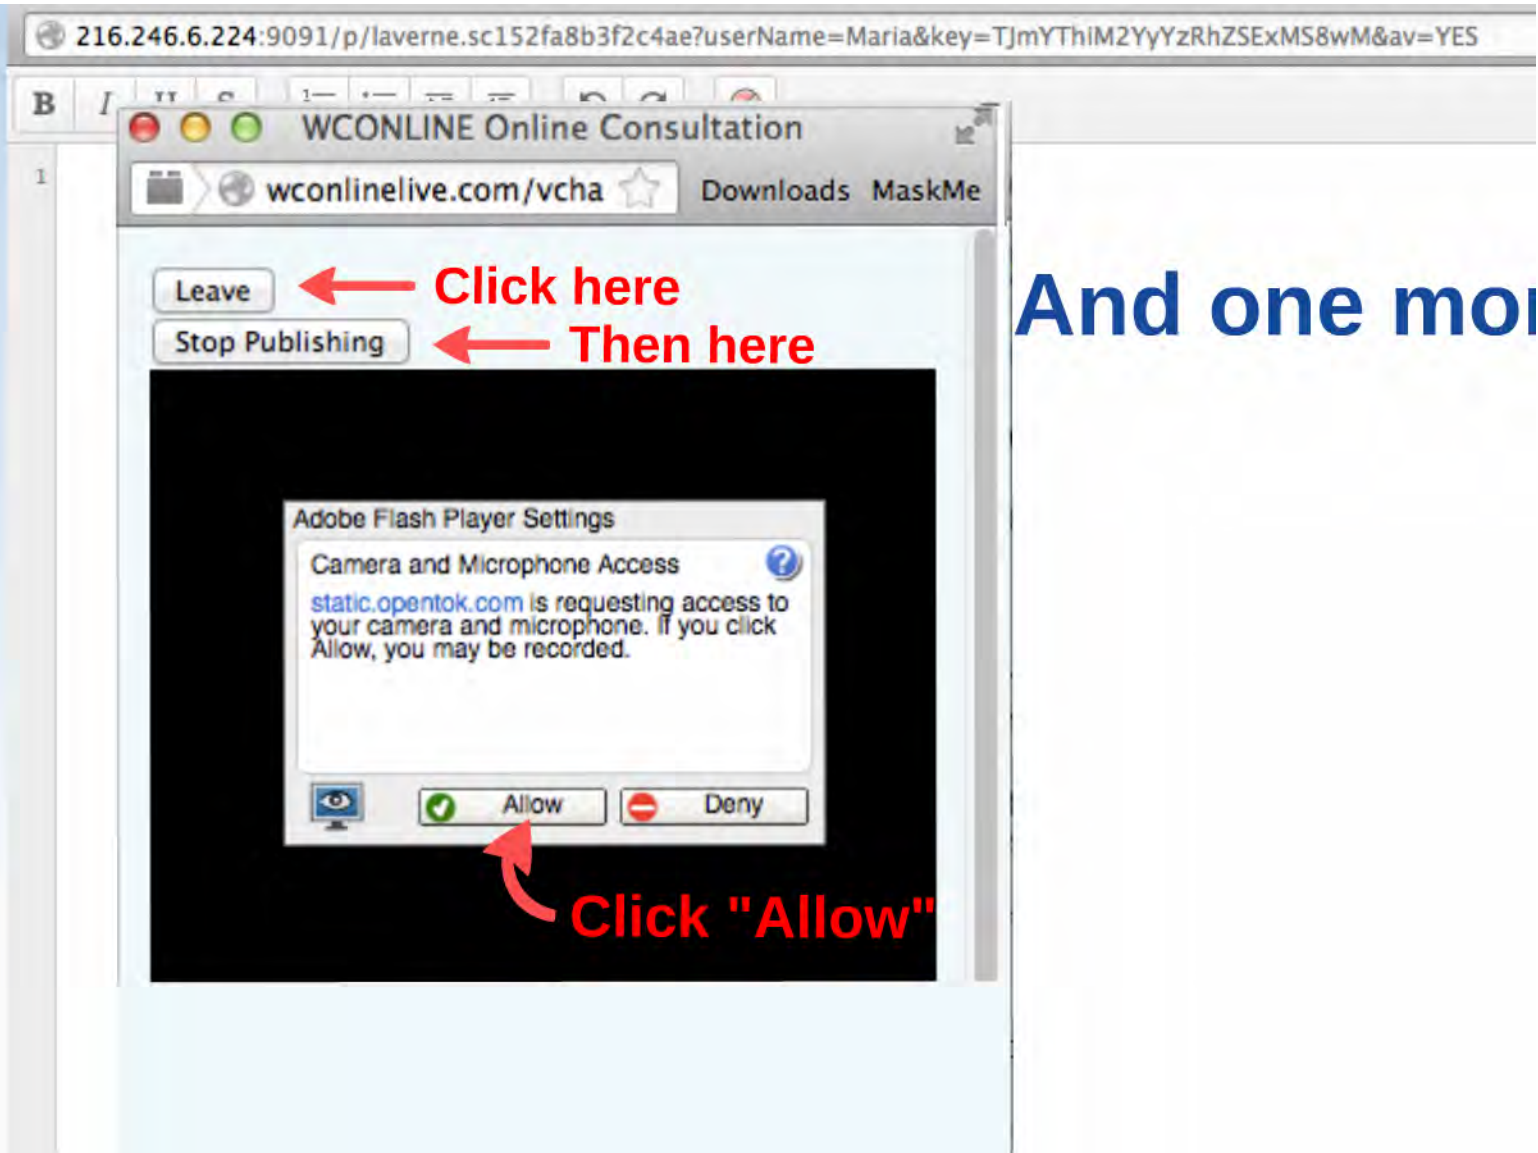 216.246.6.224:9091/p/laverne.sc152fa8b3f2c4ae?userName=Maria&key=TJmYThiM2YyYzRhZSExMS8wM&av=YES
B I U S
WCONLINE Online Consultation
wconlinelive.com/vcha Downloads MaskMe
1
Leave Click here
And one mor
Stop Publishing Then here
Adobe Flash Player Settings
Camera and Microphone Access ?
static.opentok.com is requesting access to
your camera and microphone. If you click
Allow, you may be recorded.
Allow Deny
Click "Allow"